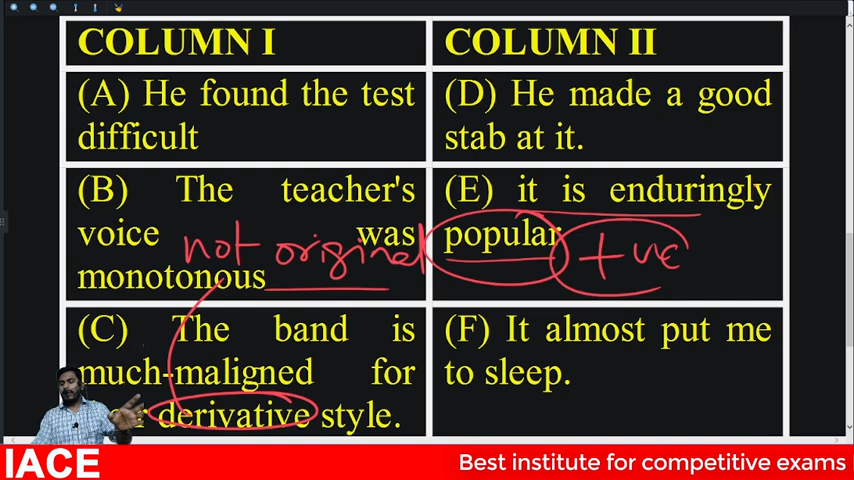 COLUMN I
COLUMN II
(A) He found the test
difficult
(D) He made a good
stab at it.
(B) The teacher's
voice was
monotonous
not original
(E) it is enduringly
popular
+ve
(C) The band is
much-maligned for
derivative style.
(F) It almost put me
to sleep.
IACE
Best institute for competitive exams